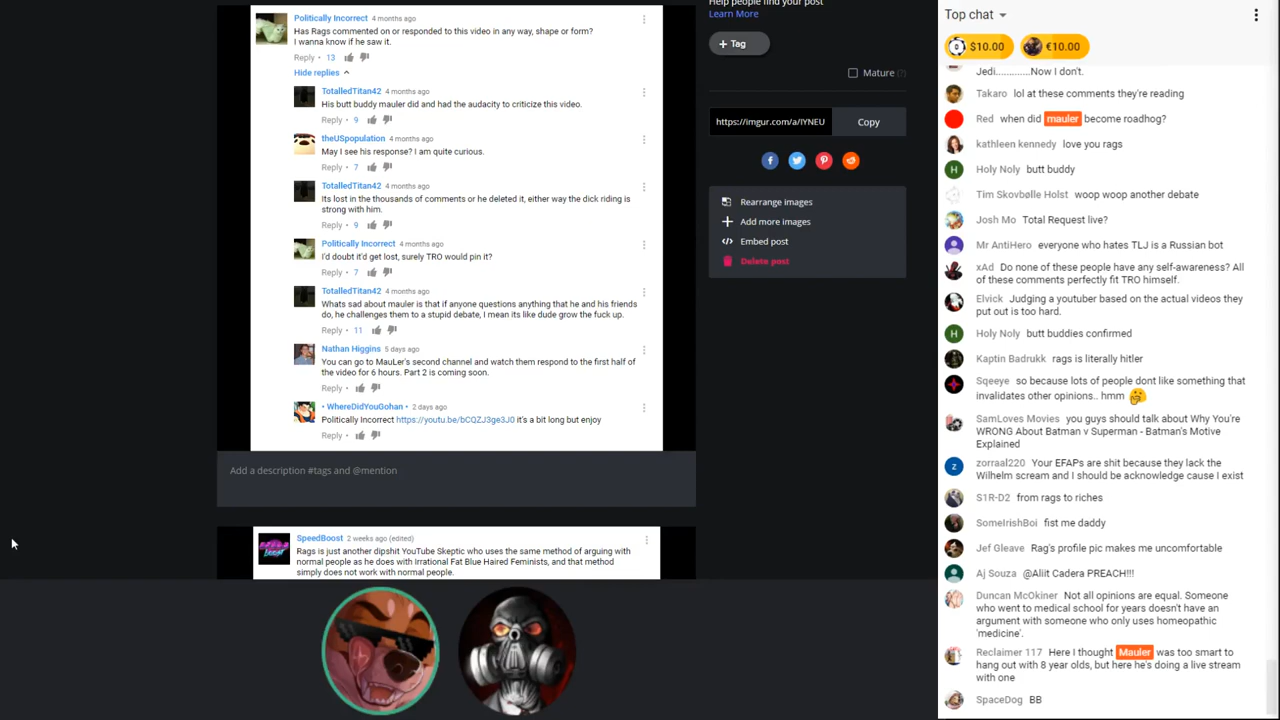 Politically Incorrect 4 months ago
Has Rags commented on or responded to this video in any way, shape or form?
I wanna know if he saw it.
Reply • 13
Hide replies
TotalledTitan42 4 months ago
His butt buddy mauler did and had the audacity to criticize this video.
Reply • 9
theUSpopulation 4 months ago
May I see his response? I am quite curious.
Reply • 7
TotalledTitan42 4 months ago
Its lost in the thousands of comments or he deleted it, either way the dick riding is
strong with him.
Reply • 9
Politically Incorrect 4 months ago
I'd doubt it'd get lost, surely TRO would pin it?
Reply • 7
TotalledTitan42 4 months ago
Whats sad about mauler is that if anyone questions anything that he and his friends
do, he challenges them to a stupid debate, I mean its like dude grow the fuck up.
Reply • 11
Nathan Higgins 5 days ago
You can go to MauLer's second channel and watch them respond to the first half of
the video for 6 hours. Part 2 is coming soon.
Reply •
• WhereDidYouGohan • 2 days ago
Politically Incorrect https://youtu.be/bCQZJ3ge3J0 it's a bit long but enjoy
Reply •
Add a description #tags and @mention
SpeedBoost 2 weeks ago (edited)
Rags is just another dipshit YouTube Skeptic who uses the same method of arguing with
normal people as he does with Irrational Fat Blue Haired Feminists, and that method
simply does not work with normal people.
Help people find your post
Learn More
+ Tag
Mature (?)
https://imgur.com/a/IYNEU
Copy
Rearrange images
Add more images
Embed post
Delete post
Top chat
$10.00
€10.00
Jedi............Now I don't.
Takaro lol at these comments they're reading
Red when did mauler become roadhog?
kathleen kennedy love you rags
H Holy Noly butt buddy
Tim Skovbølle Holst woop woop another debate
Josh Mo Total Request live?
Mr AntiHero everyone who hates TLJ is a Russian bot
xAd Do none of these people have any self-awareness? All
of these comments perfectly fit TRO himself.
Elvick Judging a youtuber based on the actual videos they
put out is too hard.
H Holy Noly butt buddies confirmed
Kaptin Badrukk rags is literally hitler
Sqeeye so because lots of people dont like something that
invalidates other opinions.. hmm
SamLoves Movies you guys should talk about Why You're
WRONG About Batman v Superman - Batman's Motive
Explained
z zorraal220 Your EFAPs are shit because they lack the
Wilhelm scream and I should be acknowledge cause I exist
S1R-D2 from rags to riches
SomeIrishBoi fist me daddy
Jef Gleave Rag's profile pic makes me uncomfortable
Aj Souza @Aliit Cadera PREACH!!!
Duncan McOkiner Not all opinions are equal. Someone
who went to medical school for years doesn't have an
argument with someone who only uses homeopathic
'medicine'.
Reclaimer 117 Here I thought Mauler was too smart to
hang out with 8 year olds, but here he's doing a live stream
with one
SpaceDog BB